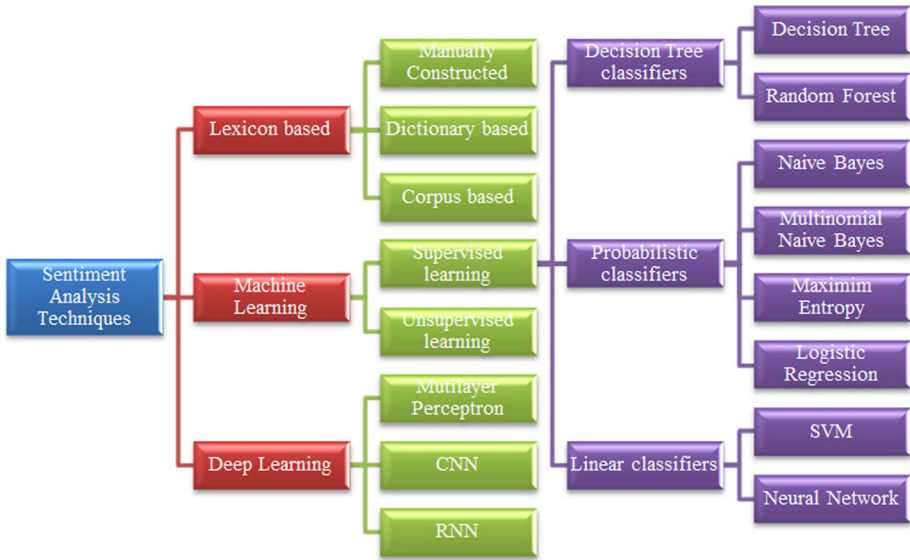 Sentiment
Analysis
Techniques
Lexicon based
Manually
Constructed
Dictionary based
Corpus based
Machine
Learning
Supervised
learning
Unsupervised
learning
Deep Learning
Mutilayer
Perceptron
CNN
RNN
Decision Tree
classifiers
Decision Tree
Random Forest
Probabilistic
classifiers
Naive Bayes
Multinomial
Naive Bayes
Maximim
Entropy
Logistic
Regression
Linear classifiers
SVM
Neural Network